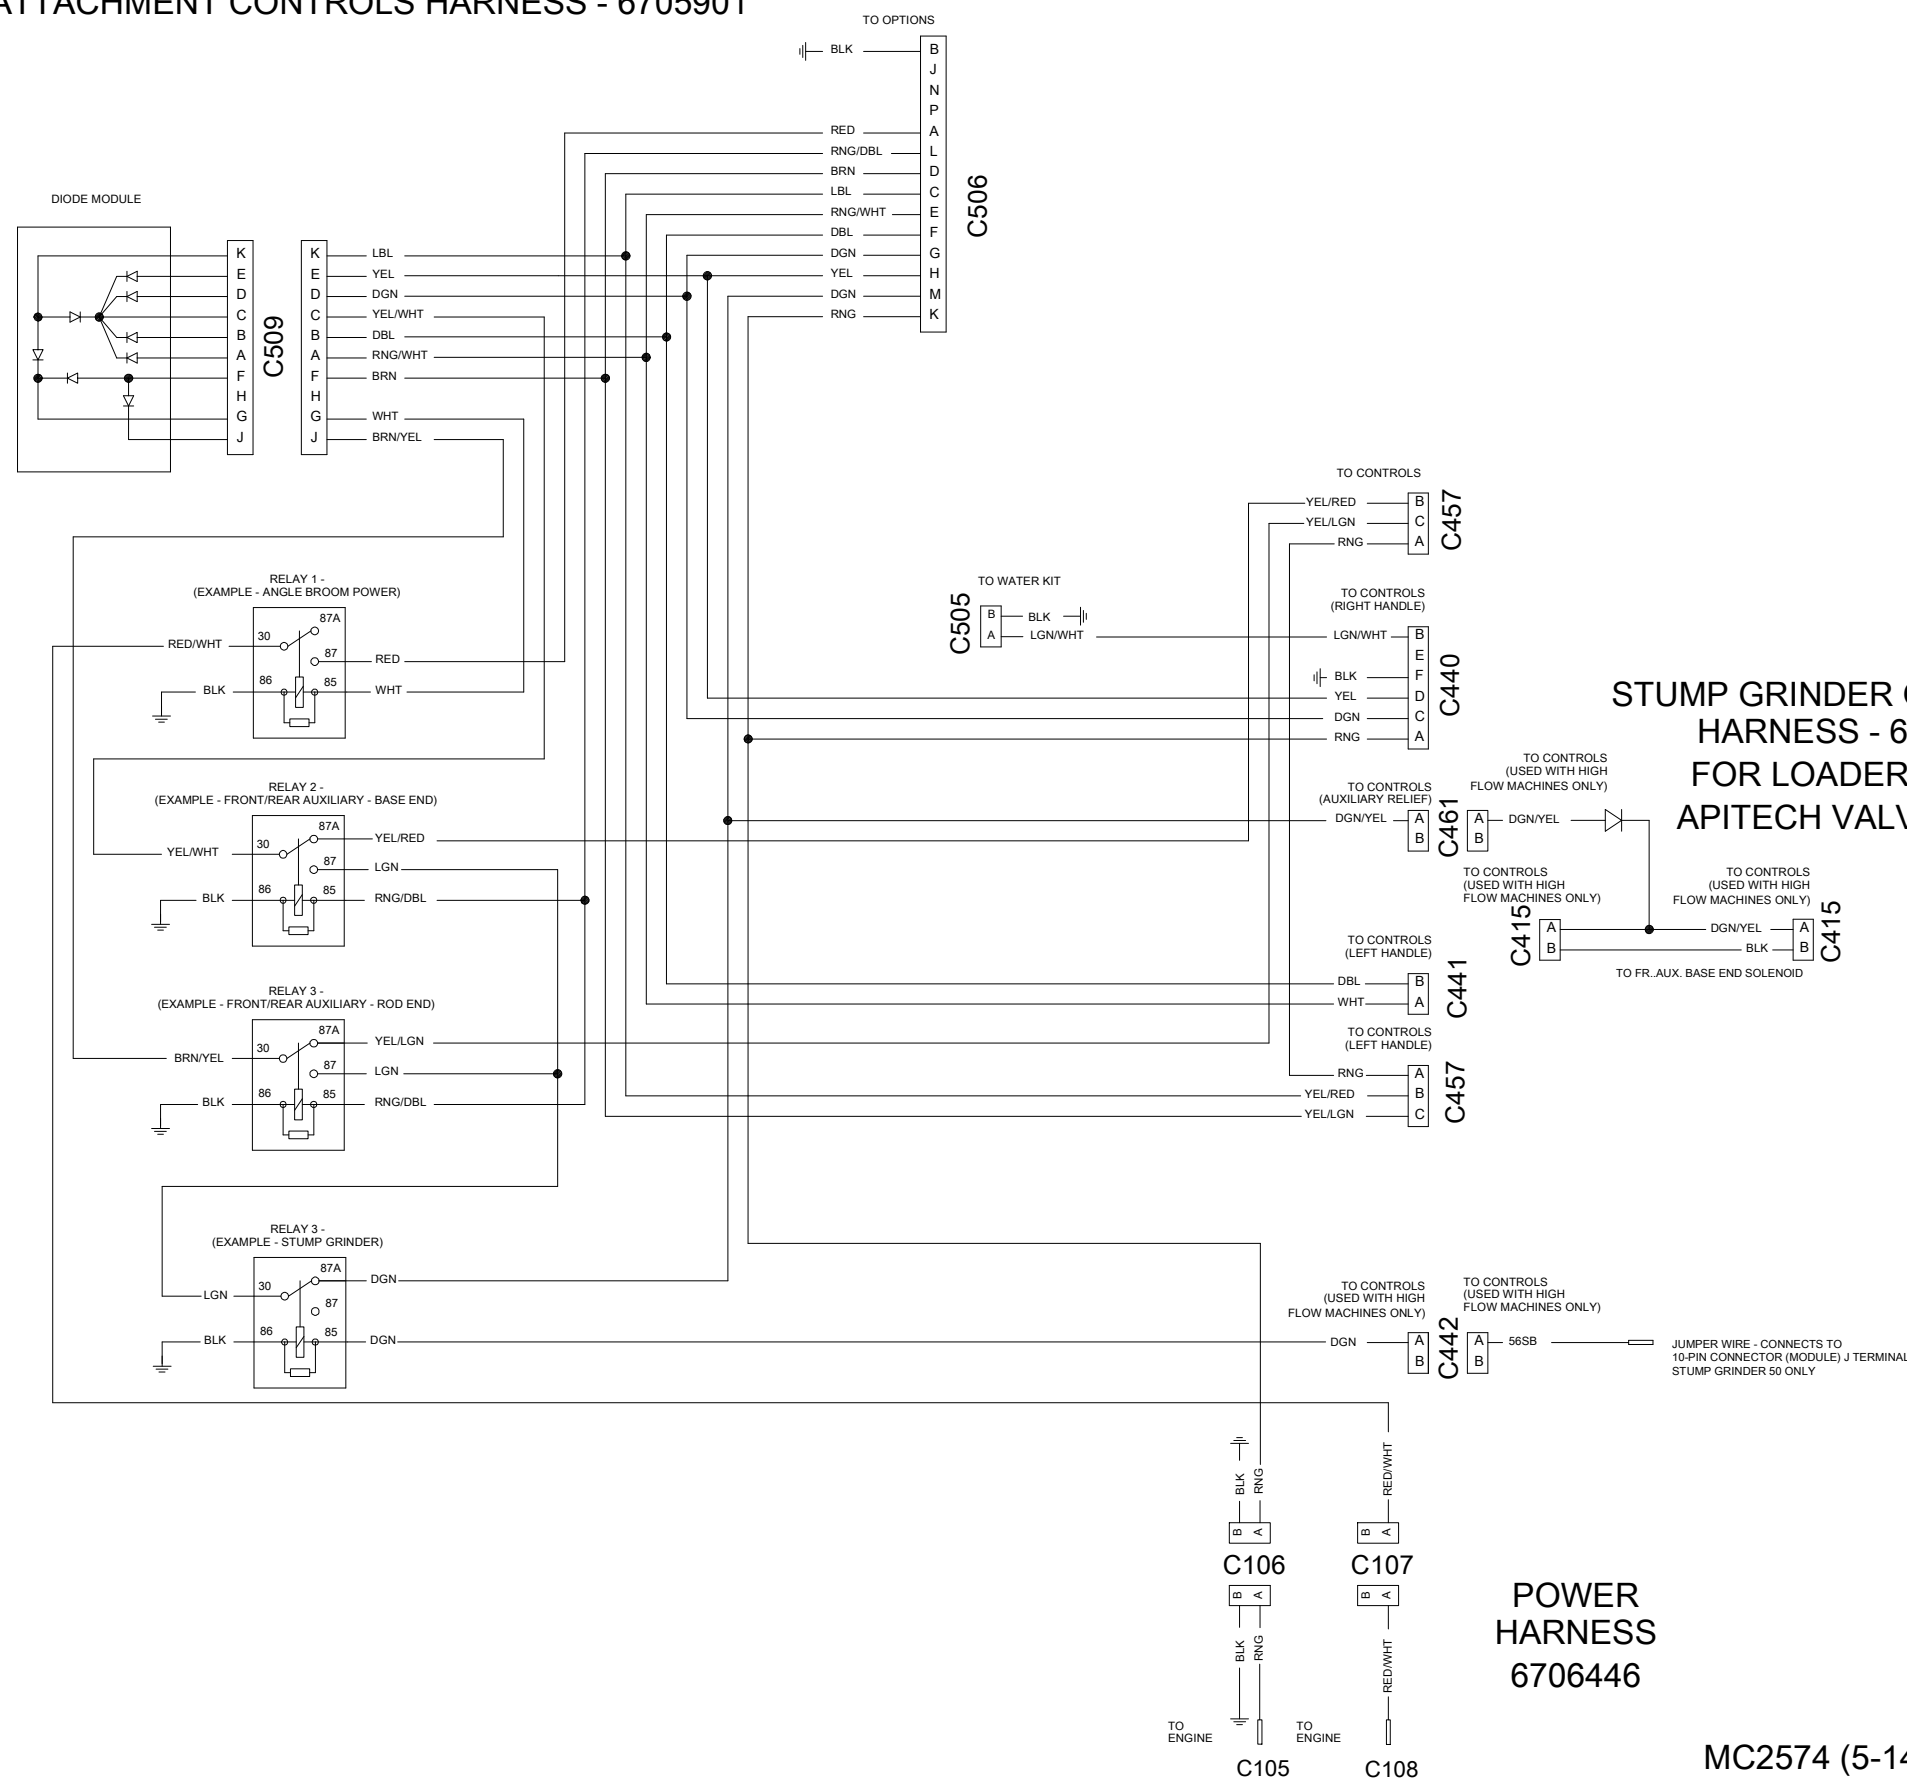 ATTACHMENT CONTROLS HARNESS - 6705901
TO OPTIONS
BLK
B
J
N
P
RED A
RNG/DBL L
BRN D
LBL C
RNG/WHT E
DBL F
DGN G
YEL H
DGN M
RNG K
C506
DIODE MODULE
K
E
D
C
B
A
F
H
G
J
C509
K LBL
E YEL
D DGN
C YEL/WHT
B DBL
A RNG/WHT
F BRN
H
G WHT
J BRN/YEL
TO CONTROLS
YEL/RED B
YEL/LGN C
RNG A
C457
RELAY 1 -
(EXAMPLE - ANGLE BROOM POWER)
87A
RED/WHT 30
87 RED
BLK 86 85 WHT
TO WATER KIT
C505
B BLK
A LGN/WHT
TO CONTROLS
(RIGHT HANDLE)
LGN/WHT B
E
BLK F
YEL D
DGN C
RNG A
C440
STUMP GRINDER
HARNESS - 6
FOR LOADER
APITECH
RELAY 2 -
(EXAMPLE - FRONT/REAR AUXILIARY - BASE END)
87A YEL/RED
YEL/WHT 30
87 LGN
BLK 86 85 RNG/DBL
TO CONTROLS
(AUXILIARY RELIEF)
DGN/YEL A
B
C461
TO CONTROLS
(USED WITH HIGH
FLOW MACHINES ONLY)
A DGN/YEL
B
TO CONTROLS
(USED WITH HIGH
FLOW MACHINES ONLY)
C415
A
B
TO CONTROLS
(USED WITH HIGH
FLOW MACHINES ONLY)
DGN/YEL A
BLK B
C415
TO FR..AUX. BASE END SOLENOID
TO CONTROLS
(LEFT HANDLE)
DBL B
WHT A
C441
RELAY 3 -
(EXAMPLE - FRONT/REAR AUXILIARY - ROD END)
87A YEL/LGN
BRN/YEL 30
87 LGN
BLK 86 85 RNG/DBL
TO CONTROLS
(LEFT HANDLE)
RNG A
YEL/RED B
YEL/LGN C
C457
RELAY 3 -
(EXAMPLE - STUMP GRINDER)
87A DGN
LGN 30
87
BLK 86 85 DGN
TO CONTROLS
(USED WITH HIGH
FLOW MACHINES ONLY)
DGN A
B
C442
TO CONTROLS
(USED WITH HIGH
FLOW MACHINES ONLY)
A 56SB
B
JUMPER WIRE - CONNECTS TO
10-PIN CONNECTOR (MODULE) J TERMINAL
STUMP GRINDER 50 ONLY
BLK RNG RED/WHT
B A B A
C106 C107
B A B A
BLK RNG RED/WHT
TO
ENGINE
C105
TO
ENGINE
C108
POWER
HARNESS
6706446
MC2574 (5-14